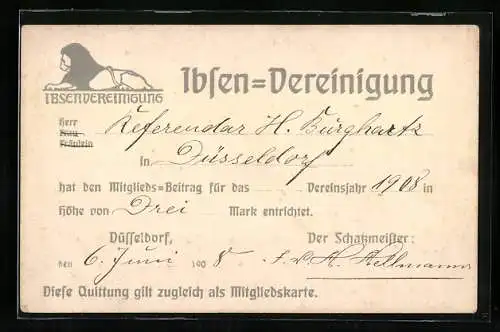 Ibsen=Vereinigung
IBSENVEREINIGUNG
Herr Referendar H. Burghartz
Frau
Fräulein
in Düsseldorf
hat den Mitglieds=Beitrag für das Vereinsjahr 1908 in
Höhe von Drei Mark entrichtet.
Düsseldorf, Der Schatzmeister:
den 6. Juni 1908. H. Kellmann
Diese Quittung gilt zugleich als Mitgliedskarte.